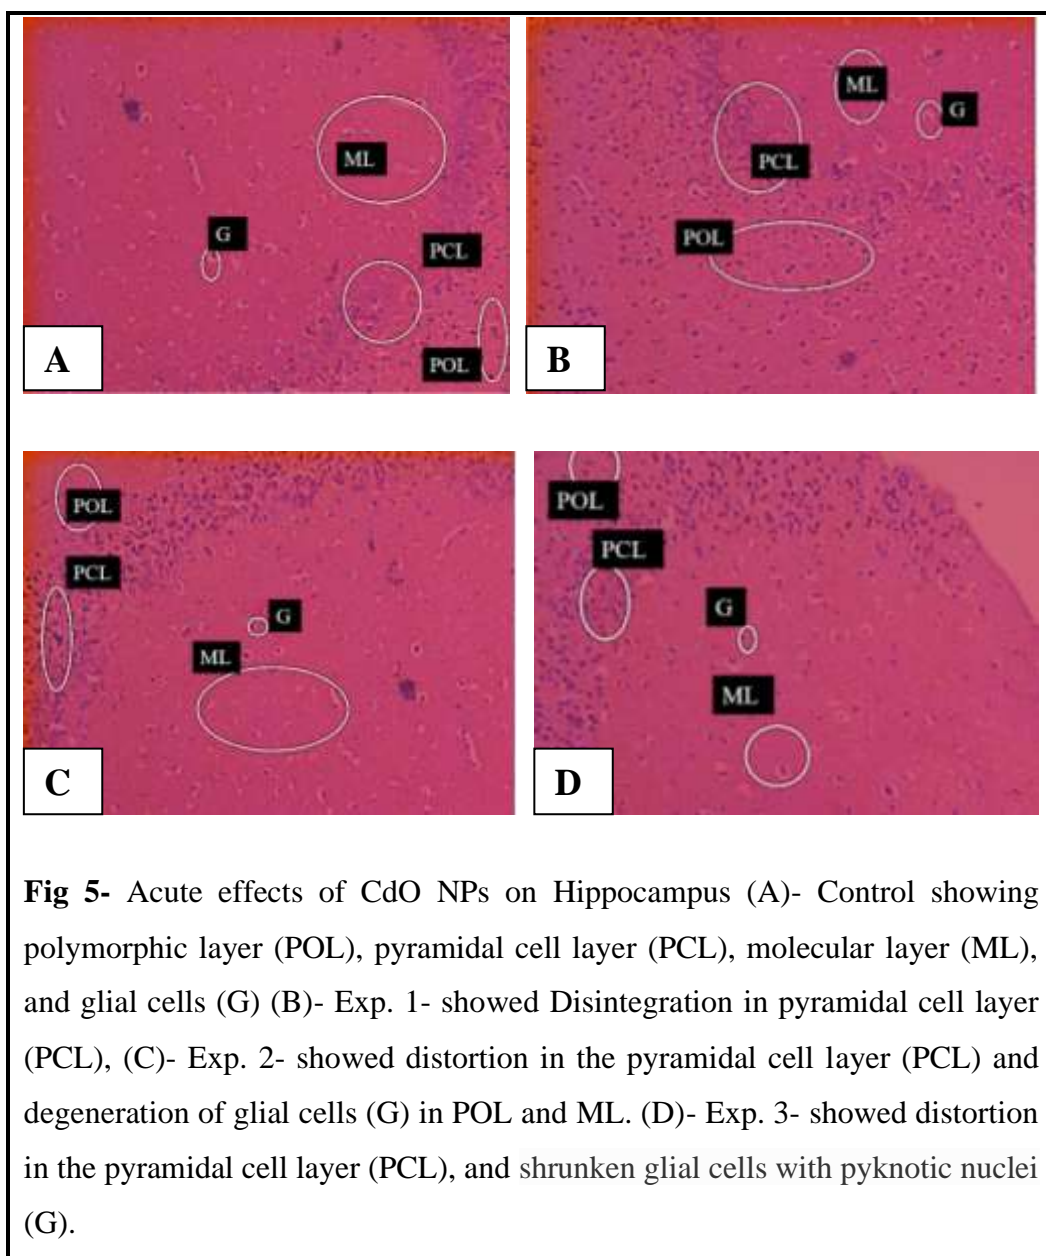 ML
G
PCL
POL
A
ML
G
PCL
POL
B
POL
PCL
G
ML
C
POL
PCL
G
ML
D
Fig 5- Acute effects of CdO NPs on Hippocampus (A)- Control showing
polymorphic layer (POL), pyramidal cell layer (PCL), molecular layer (ML),
and glial cells (G) (B)- Exp. 1- showed Disintegration in pyramidal cell layer
(PCL), (C)- Exp. 2- showed distortion in the pyramidal cell layer (PCL) and
degeneration of glial cells (G) in POL and ML. (D)- Exp. 3- showed distortion
in the pyramidal cell layer (PCL), and shrunken glial cells with pyknotic nuclei
(G).